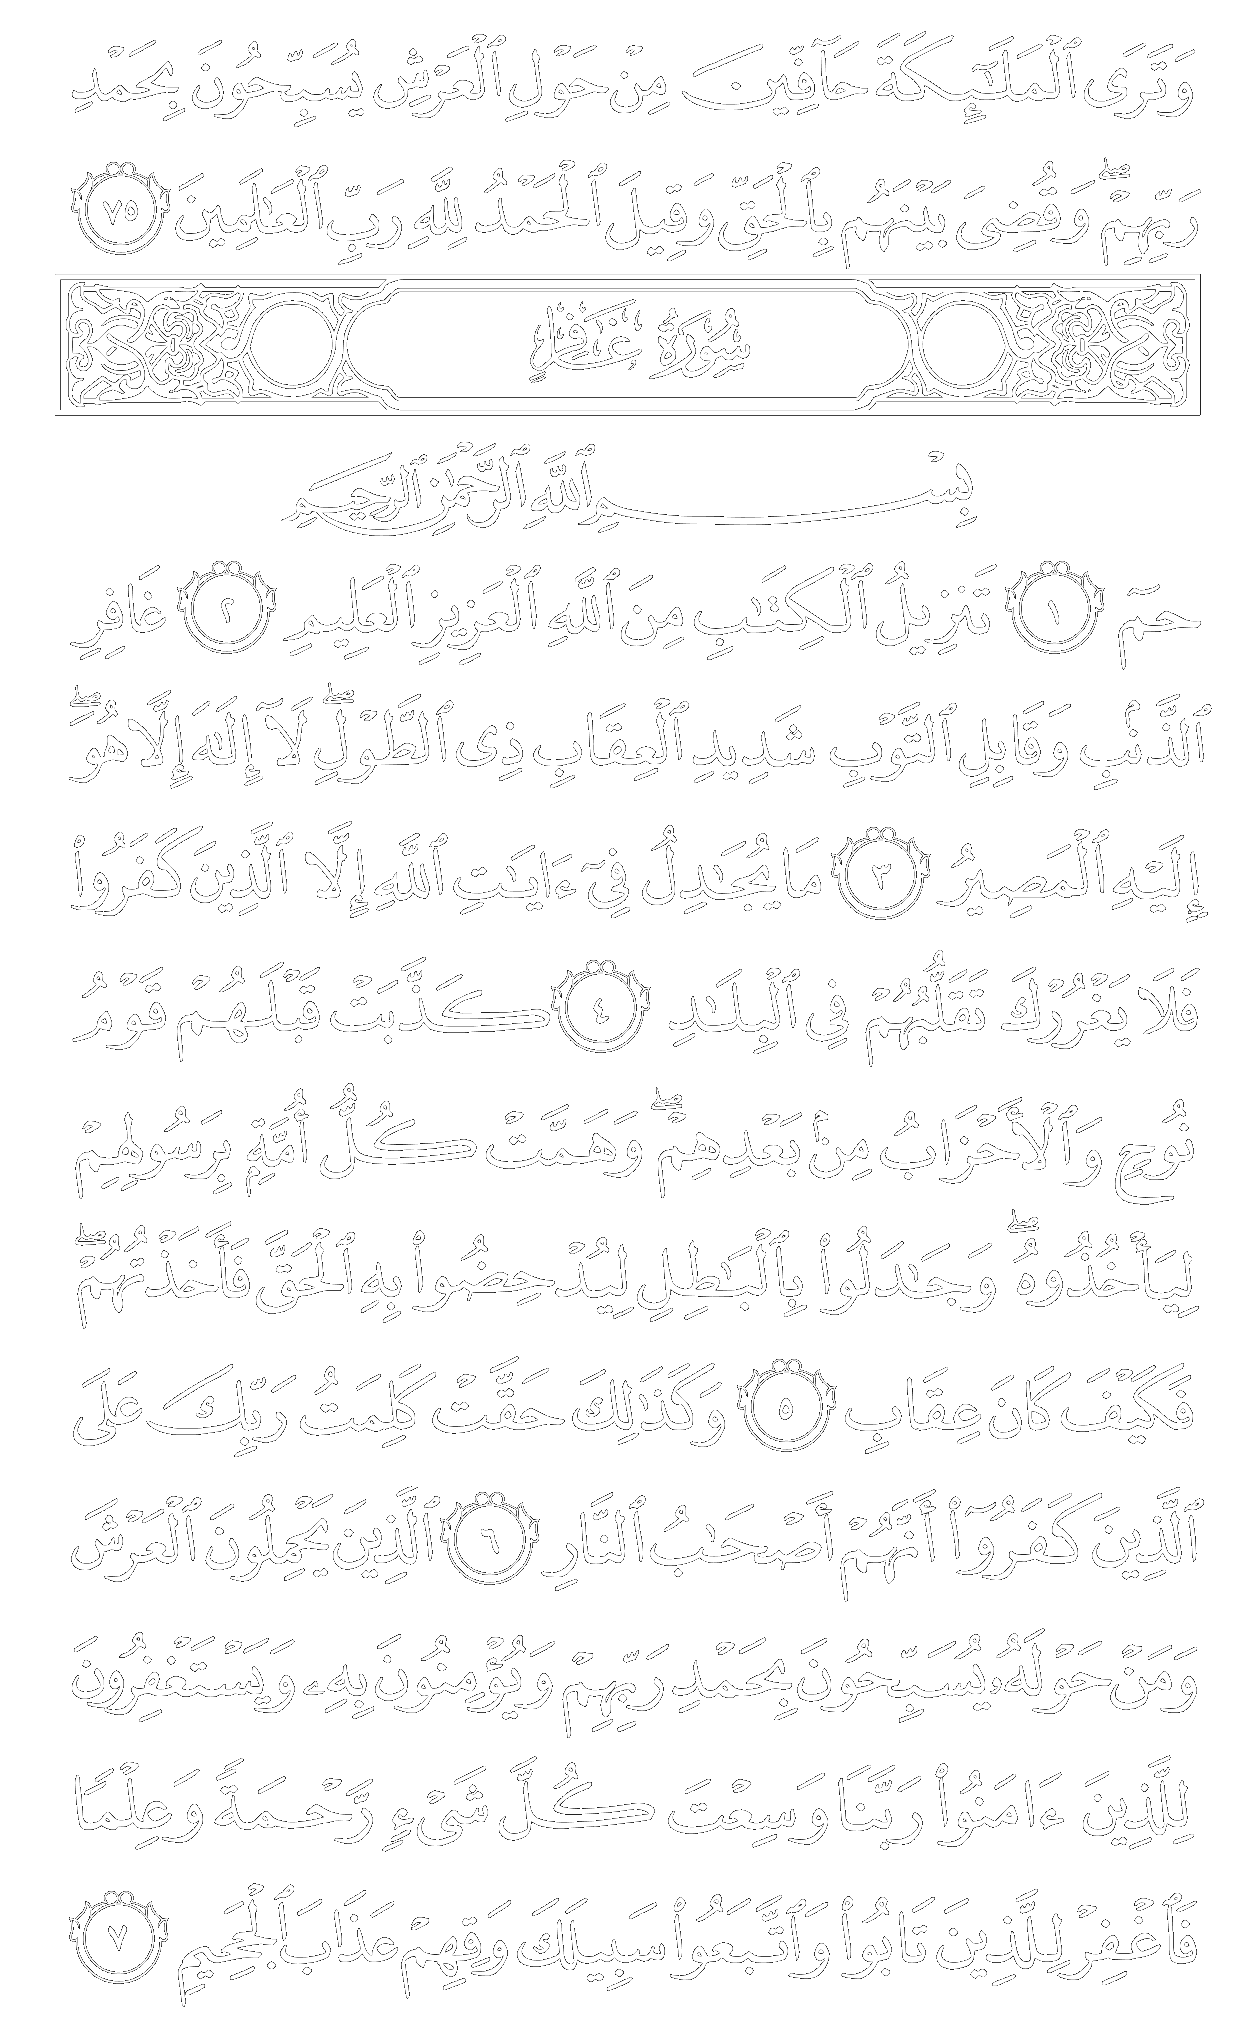 وَتَرَى ٱلْمَلَـٰٓئِكَةَ حَآفِّينَ مِنْ حَوْلِ ٱلْعَرْشِ يُسَبِّحُونَ بِحَمْدِ
رَبِّهِمْ ۖ وَقُضِىَ بَيْنَهُم بِٱلْحَقِّ وَقِيلَ ٱلْحَمْدُ لِلَّهِ رَبِّ ٱلْعَـٰلَمِينَ ٧٥
سُورَةُ غَافِرٍ
بِسْمِ ٱللَّهِ ٱلرَّحْمَـٰنِ ٱلرَّحِيمِ
حمٓ ١ تَنزِيلُ ٱلْكِتَـٰبِ مِنَ ٱللَّهِ ٱلْعَزِيزِ ٱلْعَلِيمِ ٢ غَافِرِ
ٱلذَّنۢبِ وَقَابِلِ ٱلتَّوْبِ شَدِيدِ ٱلْعِقَابِ ذِى ٱلطَّوْلِ ۖ لَآ إِلَـٰهَ إِلَّا هُوَ ۖ
إِلَيْهِ ٱلْمَصِيرُ ٣ مَا يُجَـٰدِلُ فِىٓ ءَايَـٰتِ ٱللَّهِ إِلَّا ٱلَّذِينَ كَفَرُوا۟
فَلَا يَغْرُرْكَ تَقَلُّبُهُمْ فِى ٱلْبِلَـٰدِ ٤ كَذَّبَتْ قَبْلَهُمْ قَوْمُ
نُوحٍ وَٱلْأَحْزَابُ مِنۢ بَعْدِهِمْ ۖ وَهَمَّتْ كُلُّ أُمَّةٍۭ بِرَسُولِهِمْ
لِيَأْخُذُوهُ ۖ وَجَـٰدَلُوا۟ بِٱلْبَـٰطِلِ لِيُدْحِضُوا۟ بِهِ ٱلْحَقَّ فَأَخَذْتُهُمْ ۖ
فَكَيْفَ كَانَ عِقَابِ ٥ وَكَذَٰلِكَ حَقَّتْ كَلِمَتُ رَبِّكَ عَلَى
ٱلَّذِينَ كَفَرُوٓا۟ أَنَّهُمْ أَصْحَـٰبُ ٱلنَّارِ ٦ ٱلَّذِينَ يَحْمِلُونَ ٱلْعَرْشَ
وَمَنْ حَوْلَهُۥ يُسَبِّحُونَ بِحَمْدِ رَبِّهِمْ وَيُؤْمِنُونَ بِهِۦ وَيَسْتَغْفِرُونَ
لِلَّذِينَ ءَامَنُوا۟ رَبَّنَا وَسِعْتَ كُلَّ شَىْءٍ رَّحْمَةً وَعِلْمًا
فَٱغْفِرْ لِلَّذِينَ تَابُوا۟ وَٱتَّبَعُوا۟ سَبِيلَكَ وَقِهِمْ عَذَابَ ٱلْجَحِيمِ ٧